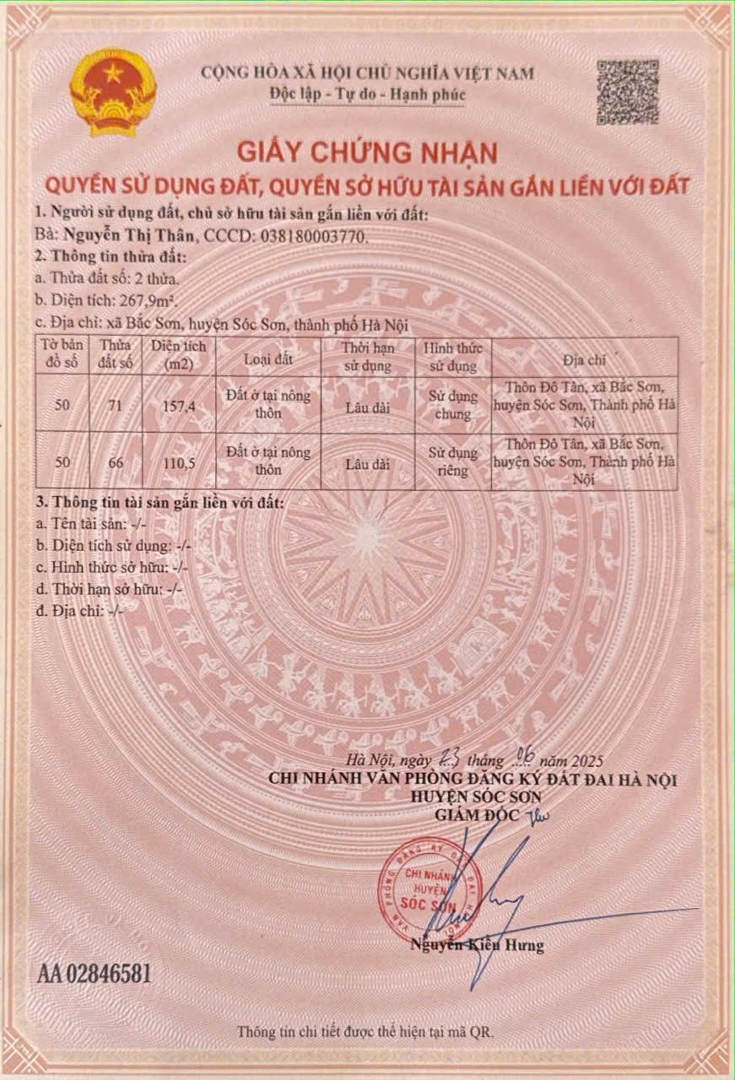 CỘNG HÒA XÃ HỘI CHỦ NGHĨA VIỆT NAM
Độc lập - Tự do - Hạnh phúc
GIẤY CHỨNG NHẬN
QUYỀN SỬ DỤNG ĐẤT, QUYỀN SỞ HỮU TÀI SẢN GẮN LIỀN VỚI ĐẤT
1. Người sử dụng đất, chủ sở hữu tài sản gắn liền với đất:
Bà: Nguyễn Thị Thân, CCCD: 038180003770.
2. Thông tin thửa đất:
a. Thửa đất số: 2 thửa.
b. Diện tích: 267,9m².
c. Địa chỉ: xã Bắc Sơn, huyện Sóc Sơn, thành phố Hà Nội
Tờ bản đồ số | Thửa đất số | Diện tích (m2) | Loại đất | Thời hạn sử dụng | Hình thức sử dụng | Địa chỉ
50 | 71 | 157,4 | Đất ở tại nông thôn | Lâu dài | Sử dụng chung | Thôn Đô Tân, xã Bắc Sơn, huyện Sóc Sơn, Thành phố Hà Nội
50 | 66 | 110,5 | Đất ở tại nông thôn | Lâu dài | Sử dụng riêng | Thôn Đô Tân, xã Bắc Sơn, huyện Sóc Sơn, Thành phố Hà Nội
3. Thông tin tài sản gắn liền với đất:
a. Tên tài sản: -/-
b. Diện tích sử dụng: -/-
c. Hình thức sở hữu: -/-
d. Thời hạn sở hữu: -/-
đ. Địa chỉ: -/-
Hà Nội, ngày 23 tháng 06 năm 2025
CHI NHÁNH VĂN PHÒNG ĐĂNG KÝ ĐẤT ĐAI HÀ NỘI
HUYỆN SÓC SƠN
GIÁM ĐỐC
VĂN PHÒNG ĐĂNG KÝ ĐẤT ĐAI HÀ NỘI
CHI NHÁNH
HUYỆN
SÓC SƠN
Nguyễn Kiều Hưng
AA 02846581
Thông tin chi tiết được thể hiện tại mã QR.